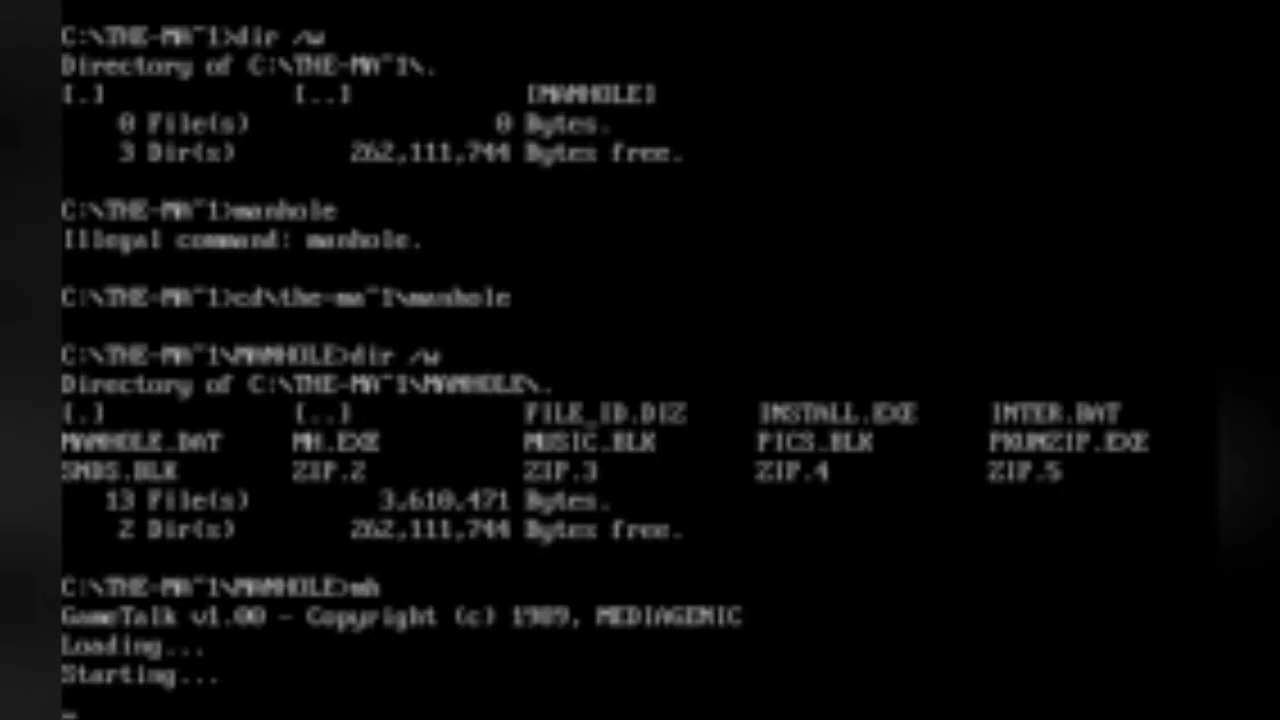 C:\THE-MA~1>dir /w
Directory of C:\THE-MA~1\.
[.] [..] [MANHOLE]
0 File(s) 0 Bytes.
3 Dir(s) 262,111,744 Bytes free.
C:\THE-MA~1>manhole
Illegal command: manhole.
C:\THE-MA~1>cd\the-ma~1\manhole
C:\THE-MA~1\MANHOLE>dir /w
Directory of C:\THE-MA~1\MANHOLE\.
[.] [..] FILE_ID.DIZ INSTALL.EXE INTER.BAT
MANHOLE.DAT MH.EXE MUSIC.BLK PICS.BLK PKUNZIP.EXE
SNDS.BLK ZIP.2 ZIP.3 ZIP.4 ZIP.5
13 File(s) 3,610,471 Bytes.
2 Dir(s) 262,111,744 Bytes free.
C:\THE-MA~1\MANHOLE>mh
GameTalk v1.00 - Copyright (c) 1989, MEDIAGENIC
Loading...
Starting...